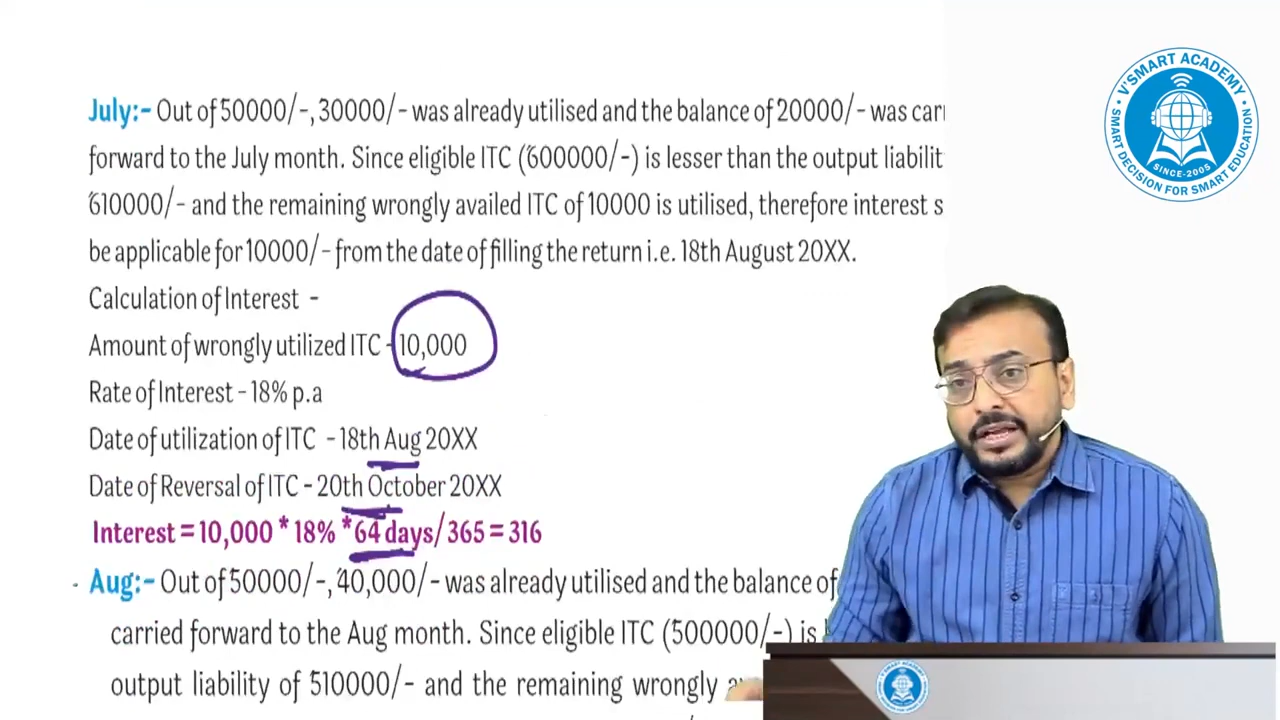 July:- Out of 50000/-, 30000/- was already utilised and the balance of 20000/- was
forward to the July month. Since eligible ITC (600000/-) is lesser than the output
610000/- and the remaining wrongly availed ITC of 10000 is utilised, therefore interest
be applicable for 10000/- from the date of filling the return i.e. 18th August 20XX.
Calculation of Interest -
Amount of wrongly utilized ITC - 10,000
Rate of Interest - 18% p.a
Date of utilization of ITC - 18th Aug 20XX
Date of Reversal of ITC - 20th October 20XX
Interest = 10,000 * 18% * 64 days/ 365 = 316
- Aug:- Out of 50000/-, 40,000/- was already utilised and the balance of
carried forward to the Aug month. Since eligible ITC (500000/-) is
output liability of 510000/- and the remaining wrongly
V'SMART ACADEMY
SINCE-2005
SMART DECISION FOR SMART EDUCATION